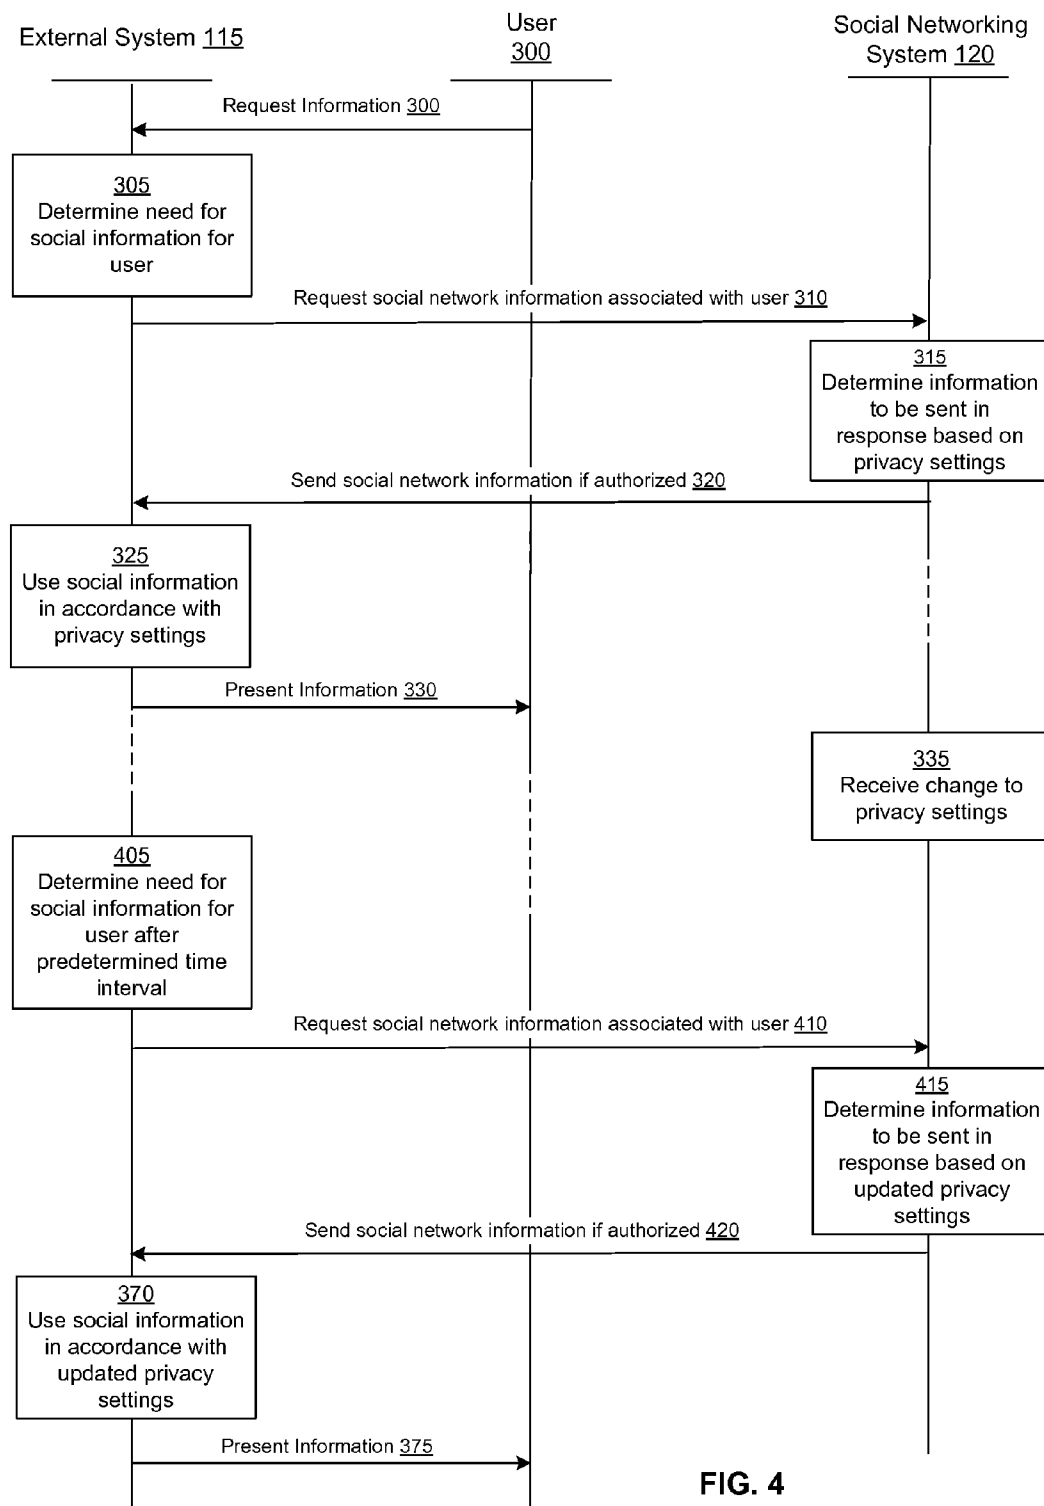 External System 115
User
300
Social Networking
System 120
Request Information 300
305
Determine need for
social information for
user
Request social network information associated with user 310
315
Determine information
to be sent in
response based on
privacy settings
Send social network information if authorized 320
325
Use social information
in accordance with
privacy settings
Present Information 330
335
Receive change to
privacy settings
405
Determine need for
social information for
user after
predetermined time
interval
Request social network information associated with user 410
415
Determine information
to be sent in
response based on
updated privacy
settings
Send social network information if authorized 420
370
Use social information
in accordance with
updated privacy
settings
Present Information 375
FIG. 4